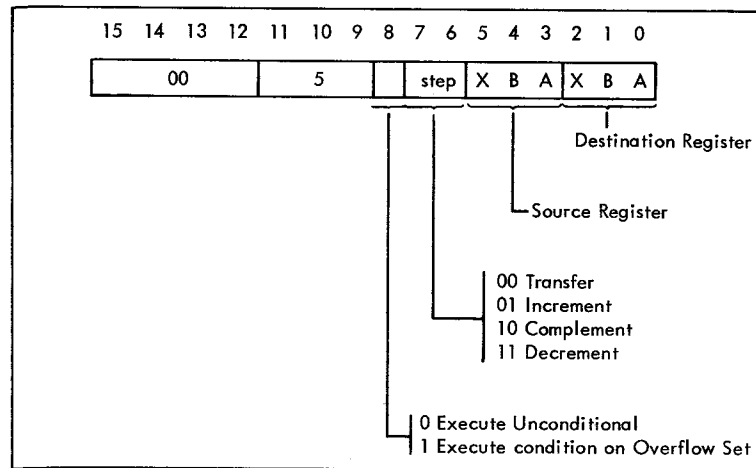 15 14 13 12 11 10 9 8 7 6 5 4 3 2 1 0
00 5 step X B A X B A
Destination Register
Source Register
00 Transfer
01 Increment
10 Complement
11 Decrement
0 Execute Unconditional
1 Execute condition on Overflow Set